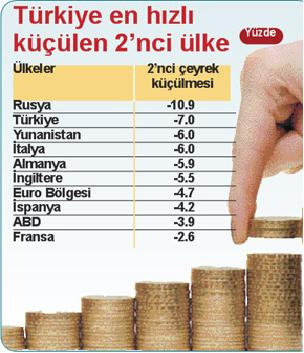 Türkiye en hızlı
küçülen 2’nci ülke
Yüzde
Ülkeler 2’nci çeyrek
küçülmesi
Rusya -10.9
Türkiye -7.0
Yunanistan -6.0
İtalya -6.0
Almanya -5.9
İngiltere -5.5
Euro Bölgesi -4.7
İspanya -4.2
ABD -3.9
Fransa -2.6